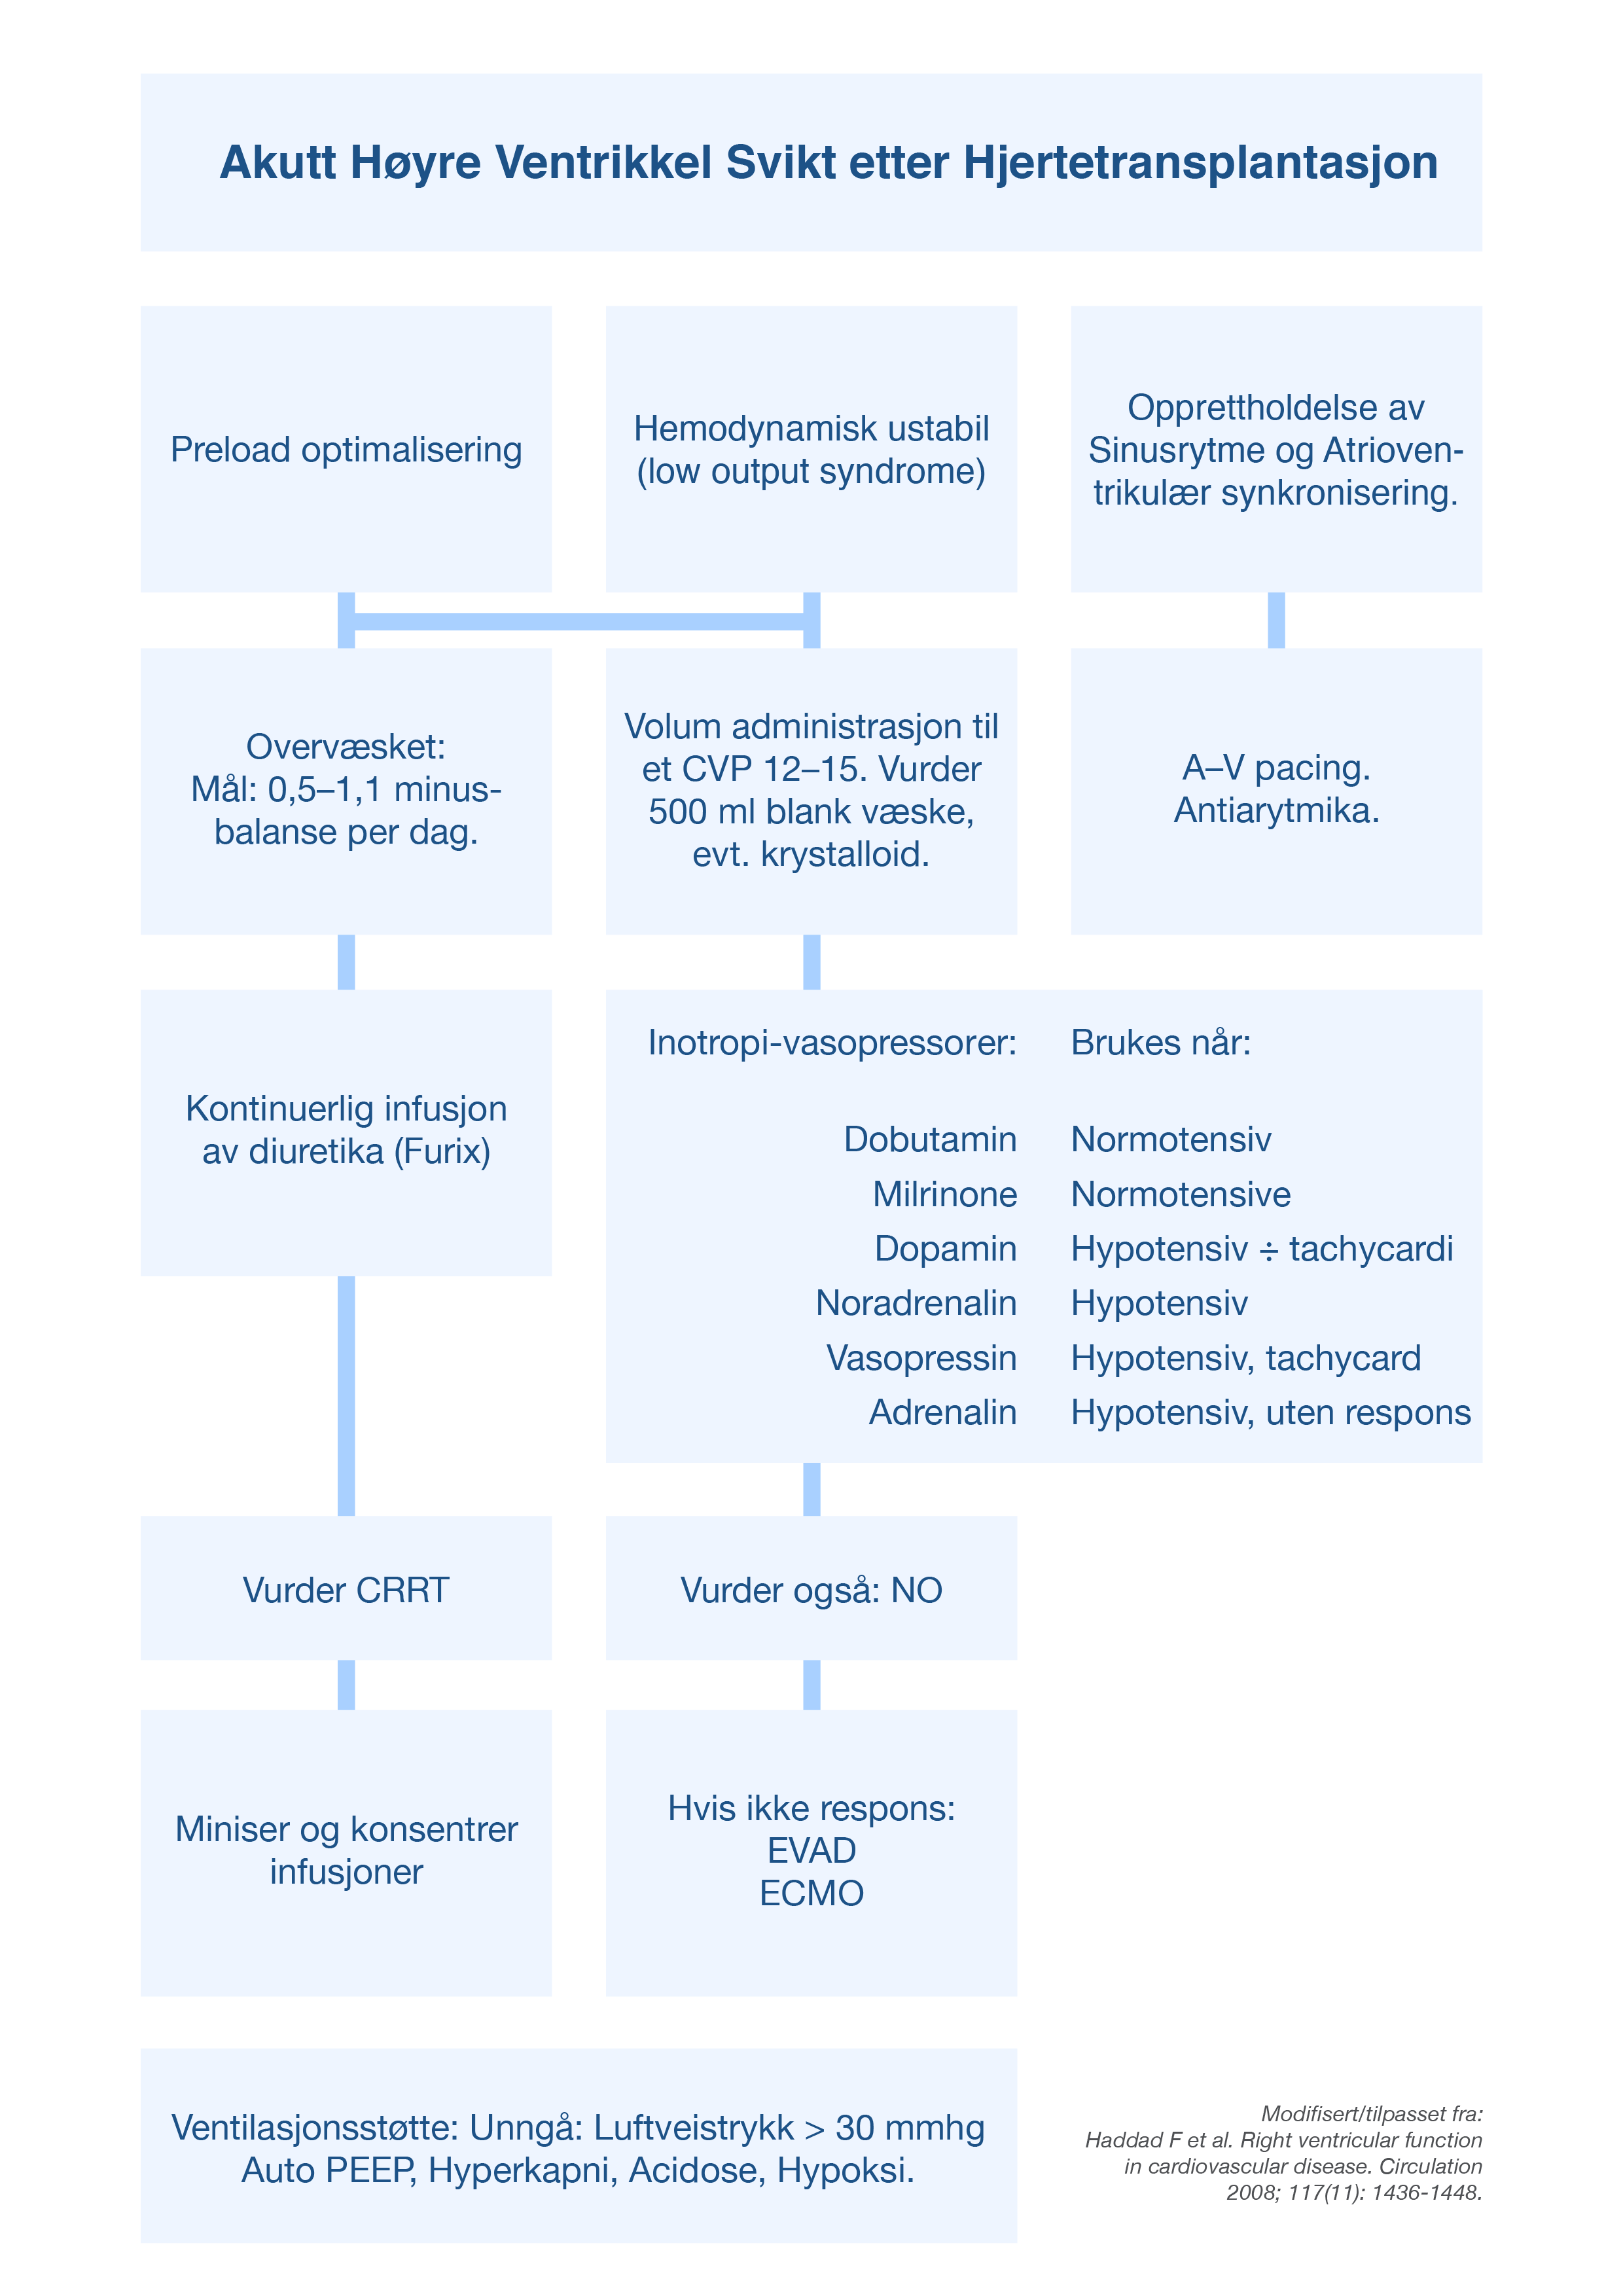 Akutt Høyre Ventrikkel Svikt etter Hjertetransplantasjon
Preload optimalisering
Hemodynamisk ustabil
(low output syndrome)
Opprettholdelse av
Sinusrytme og Atrioven-
trikulær synkronisering.
Overvæsket:
Mål: 0,5–1,1 minus-
balanse per dag.
Volum administrasjon til
et CVP 12–15. Vurder
500 ml blank væske,
evt. krystalloid.
A–V pacing.
Antiarytmika.
Kontinuerlig infusjon
av diuretika (Furix)
Inotropi-vasopressorer: Brukes når:
Dobutamin Normotensiv
Milrinone Normotensive
Dopamin Hypotensiv ÷ tachycardi
Noradrenalin Hypotensiv
Vasopressin Hypotensiv, tachycard
Adrenalin Hypotensiv, uten respons
Vurder CRRT
Vurder også: NO
Miniser og konsentrer
infusjoner
Hvis ikke respons:
EVAD
ECMO
Ventilasjonsstøtte: Unngå: Luftveistrykk > 30 mmhg
Auto PEEP, Hyperkapni, Acidose, Hypoksi.
Modifisert/tilpasset fra:
Haddad F et al. Right ventricular function
in cardiovascular disease. Circulation
2008; 117(11): 1436-1448.